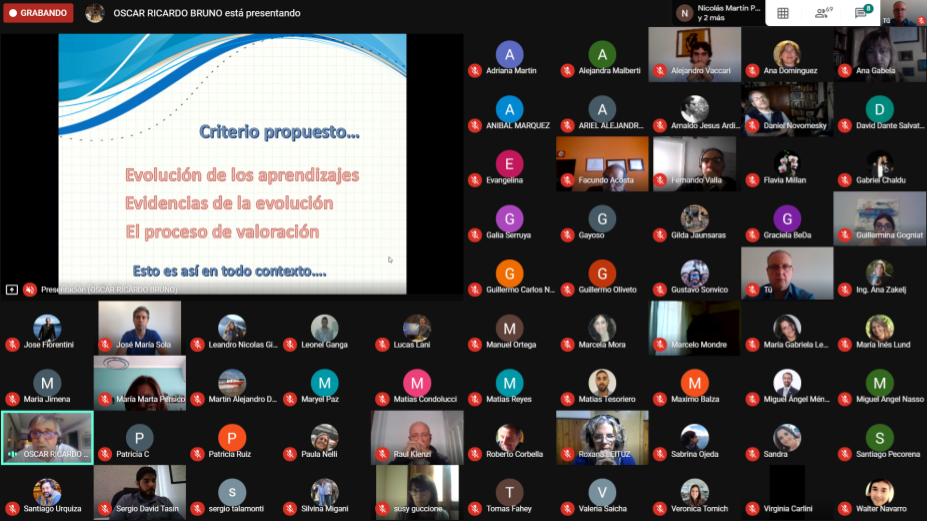 GRABANDO
OSCAR RICARDO BRUNO está presentando
Nicolás Martín P...
y 2 más
69
8
Tú
Criterio propuesto...
Evolución de los aprendizajes
Evidencias de la evolución
El proceso de valoración
Esto es así en todo contexto....
Presentación (OSCAR RICARDO BRUNO)
Adriana Martin
Alejandra Malberti
Alejandro Vaccari
Ana Dominguez
Ana Gabela
ANIBAL MARQUEZ
ARIEL ALEJANDR...
Arnaldo Jesus Ardi...
Daniel Novomesky
David Dante Salvat...
Evangelina
Facundo Acosta
Fernando Valla
Flavia Millan
Gabriel Chaldu
Galia Serruya
Gayoso
Gilda Jaunsaras
Graciela BeDa
Guillermina Gogniat
Guillermo Carlos N...
Guillermo Oliveto
Gustavo Sonvico
Tú
Ing. Ana Zakelj
Jose Fiorentini
José María Sola
Leandro Nicolas Gi...
Leonel Ganga
Lucas Lani
Manuel Ortega
Marcela Mora
Marcelo Mondre
María Gabriela Le...
María Inés Lund
Maria Jimena
María Marta Pérsico
Martin Alejandro D...
Maryel Paz
Matias Condolucci
Matias Reyes
Matias Tesoriero
Maximo Balza
Miguel Ángel Mén...
Miguel Ángel Nasso
OSCAR RICARDO ...
Patricia C
Patricia Ruiz
Paula Nelli
Raul Klenzi
Roberto Corbella
Sabrina Ojeda
Sandra
Santiago Pecorena
Santiago Urquiza
Sergio David Tasin
sergio talamonti
Silvina Migani
susy guccione
Tomas Fahey
Valeria Saicha
Veronica Tomich
Virginia Carlini
Walter Navarro